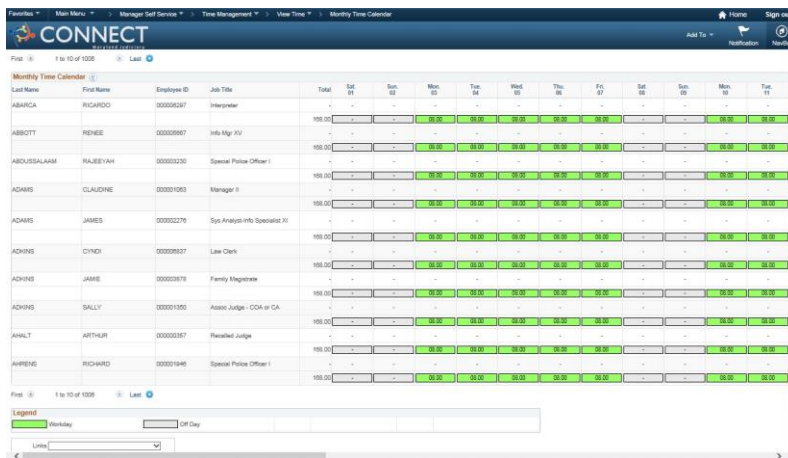 Favorites Main Menu > Manager Self Service > Time Management > View Time > Monthly Time Calendar Home Sign ou
CONNECT
Maryland Judiciary
Add To Notification NavBa
First 1 to 10 of 1006 Last
Monthly Time Calendar
Last Name First Name Employee ID Job Title Total Sat. 01 Sun. 02 Mon. 03 Tue. 04 Wed. 05 Thu. 06 Fri. 07 Sat. 08 Sun. 09 Mon. 10 Tue. 11
ABARCA RICARDO Interpreter - - - - - - - - - - - -
168.00 - - 08.00 08.00 08.00 08.00 08.00 - - 08.00 08.00
ABBOTT RENEE Info Mgr XV - - - - - - - - - - - -
168.00 - - 08.00 08.00 08.00 08.00 08.00 - - 08.00 08.00
ABDUSSALAAM RAJEEYAH 000003230 Special Police Officer I - - - - - - - - - - - -
168.00 - - 08.00 08.00 08.00 08.00 08.00 - - 08.00 08.00
ADAMS CLAUDINE 000001063 Manager II - - - - - - - - - - - -
168.00 - - 08.00 08.00 08.00 08.00 08.00 - - 08.00 08.00
ADAMS JAMES 000002276 Sys Analyst-Info Specialist XI - - - - - - - - - - - -
168.00 - - 08.00 08.00 08.00 08.00 08.00 - - 08.00 08.00
ADKINS CYNDI Law Clerk - - - - - - - - - - - -
168.00 - - 08.00 08.00 08.00 08.00 08.00 - - 08.00 08.00
ADKINS JAMIE Family Magistrate - - - - - - - - - - - -
168.00 - - 08.00 08.00 08.00 08.00 08.00 - - 08.00 08.00
ADKINS SALLY 000001350 Assoc Judge - COA or CA - - - - - - - - - - - -
168.00 - - 08.00 08.00 08.00 08.00 08.00 - - 08.00 08.00
AHALT ARTHUR 000000357 Recalled Judge - - - - - - - - - - - -
168.00 - - 08.00 08.00 08.00 08.00 08.00 - - 08.00 08.00
AHRENS RICHARD 000001946 Special Police Officer I - - - - - - - - - - - -
168.00 - - 08.00 08.00 08.00 08.00 08.00 - - 08.00 08.00
First 1 to 10 of 1006 Last
Legend
Workday Off Day
Links